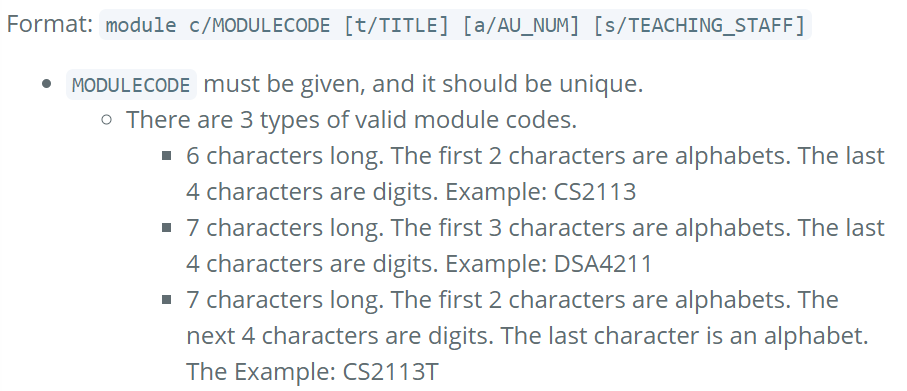 Format: module c/MODULECODE [t/TITLE] [a/AU_NUM] [s/TEACHING_STAFF]
• MODULECODE must be given, and it should be unique.
○ There are 3 types of valid module codes.
▪ 6 characters long. The first 2 characters are alphabets. The last
4 characters are digits. Example: CS2113
▪ 7 characters long. The first 3 characters are alphabets. The last
4 characters are digits. Example: DSA4211
▪ 7 characters long. The first 2 characters are alphabets. The
next 4 characters are digits. The last character is an alphabet.
The Example: CS2113T